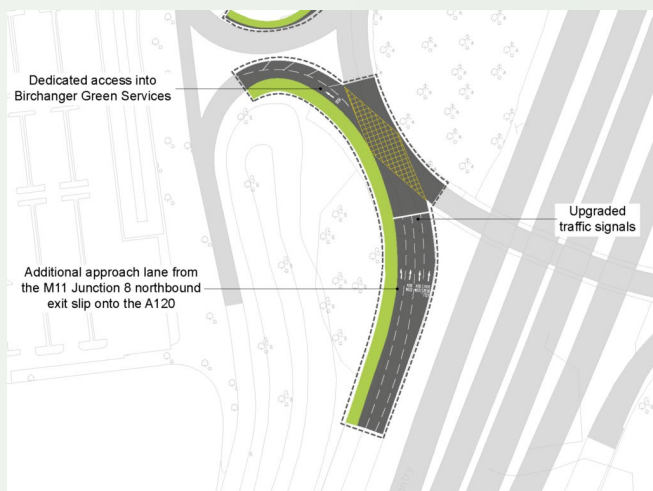 Dedicated access into
Birchanger Green Services
Upgraded
traffic signals
Additional approach lane from
the M11 Junction 8 northbound
exit slip onto the A120